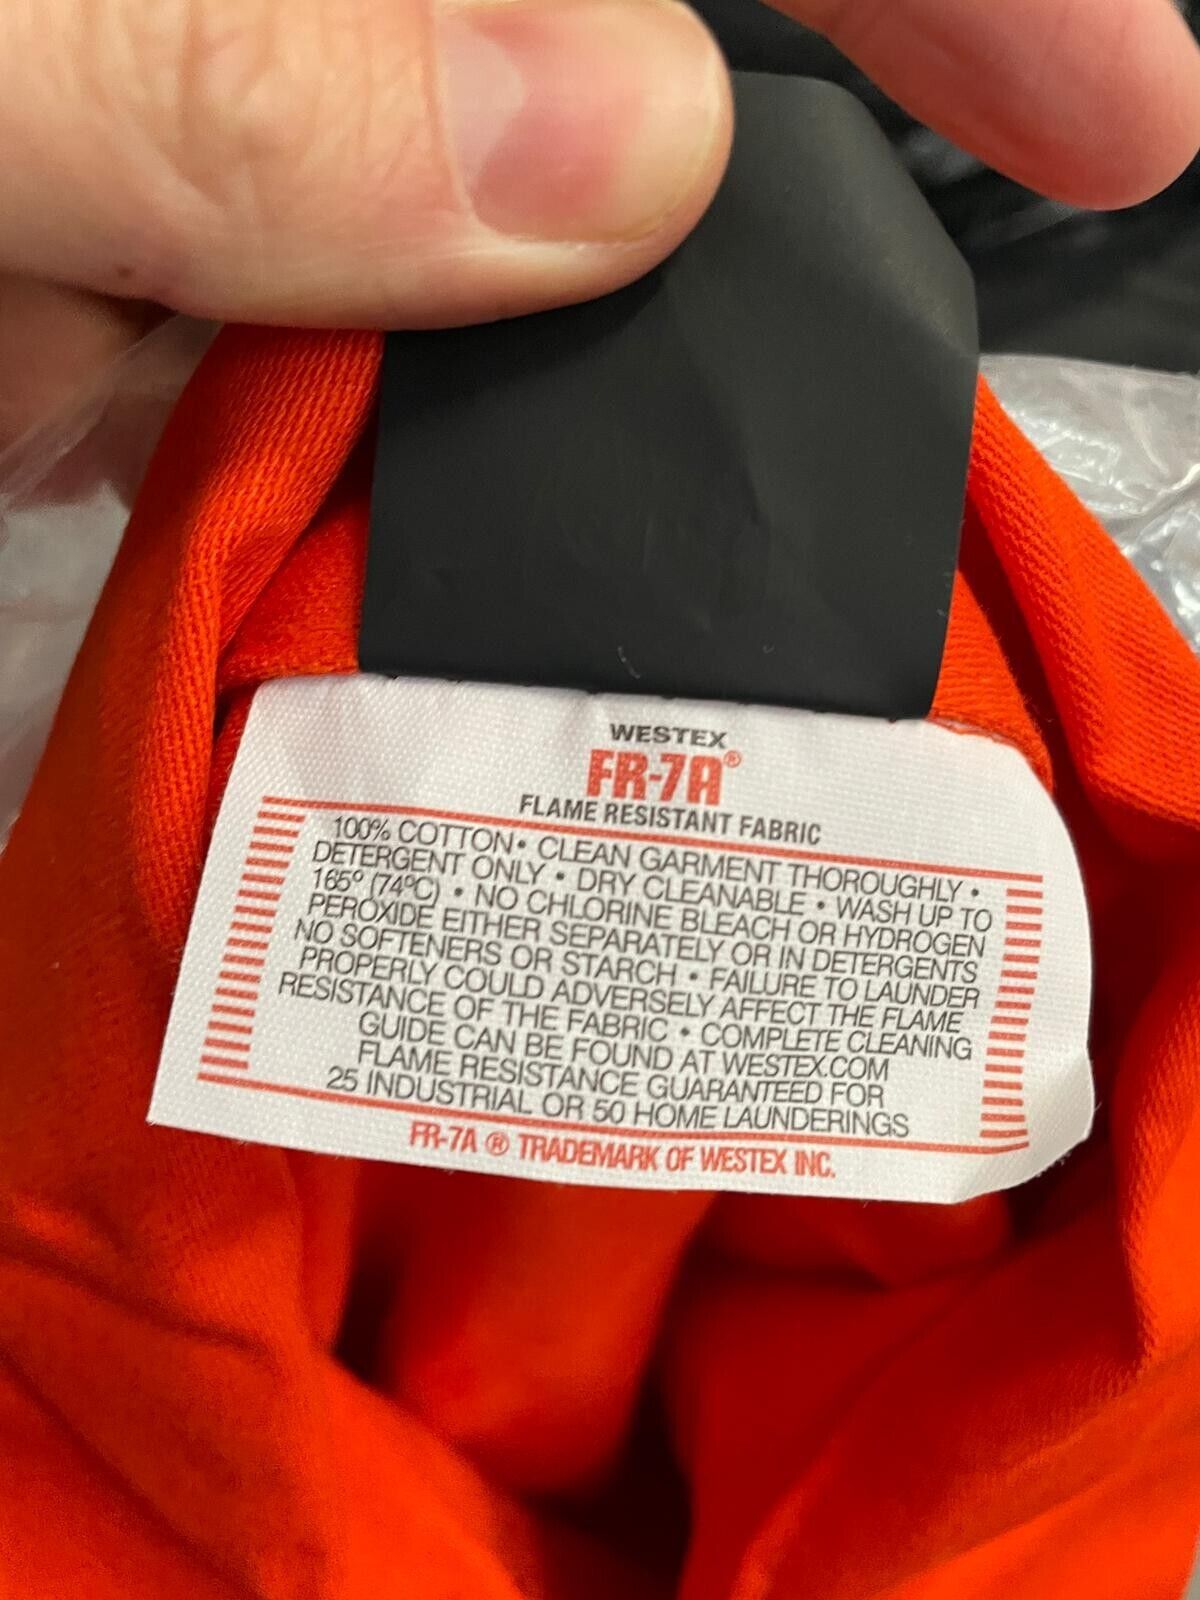 WESTEX
FR-7A®
FLAME RESISTANT FABRIC
100% COTTON • CLEAN GARMENT THOROUGHLY •
DETERGENT ONLY • DRY CLEANABLE • WASH UP TO
165º (74ºC) • NO CHLORINE BLEACH OR HYDROGEN
PEROXIDE EITHER SEPARATELY OR IN DETERGENTS
NO SOFTENERS OR STARCH • FAILURE TO LAUNDER
PROPERLY COULD ADVERSELY AFFECT THE FLAME
RESISTANCE OF THE FABRIC • COMPLETE CLEANING
GUIDE CAN BE FOUND AT WESTEX.COM
FLAME RESISTANCE GUARANTEED FOR
25 INDUSTRIAL OR 50 HOME LAUNDERINGS
FR-7A ® TRADEMARK OF WESTEX INC.